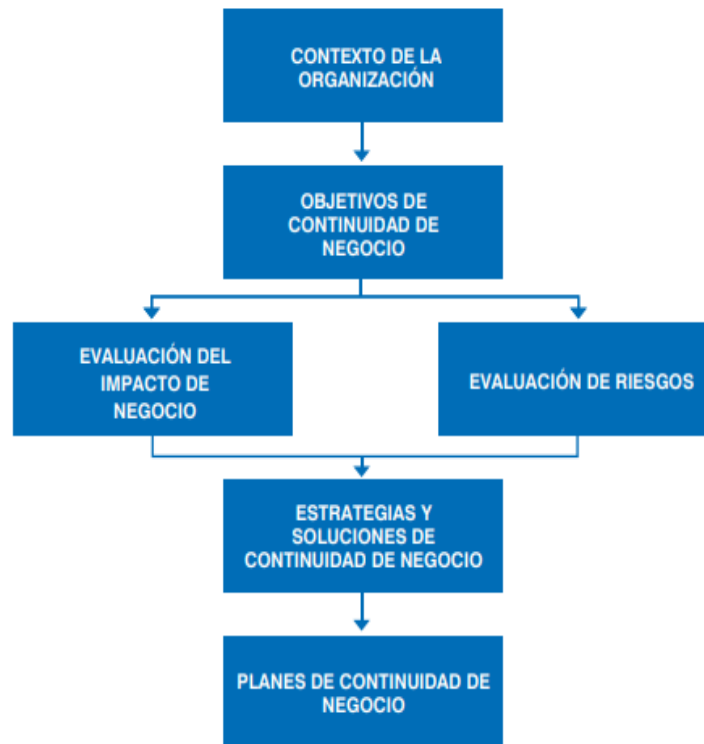 CONTEXTO DE LA
ORGANIZACIÓN
OBJETIVOS DE
CONTINUIDAD DE
NEGOCIO
EVALUACIÓN DEL
IMPACTO DE
NEGOCIO
EVALUACIÓN DE RIESGOS
ESTRATEGIAS Y
SOLUCIONES DE
CONTINUIDAD DE NEGOCIO
PLANES DE CONTINUIDAD DE
NEGOCIO